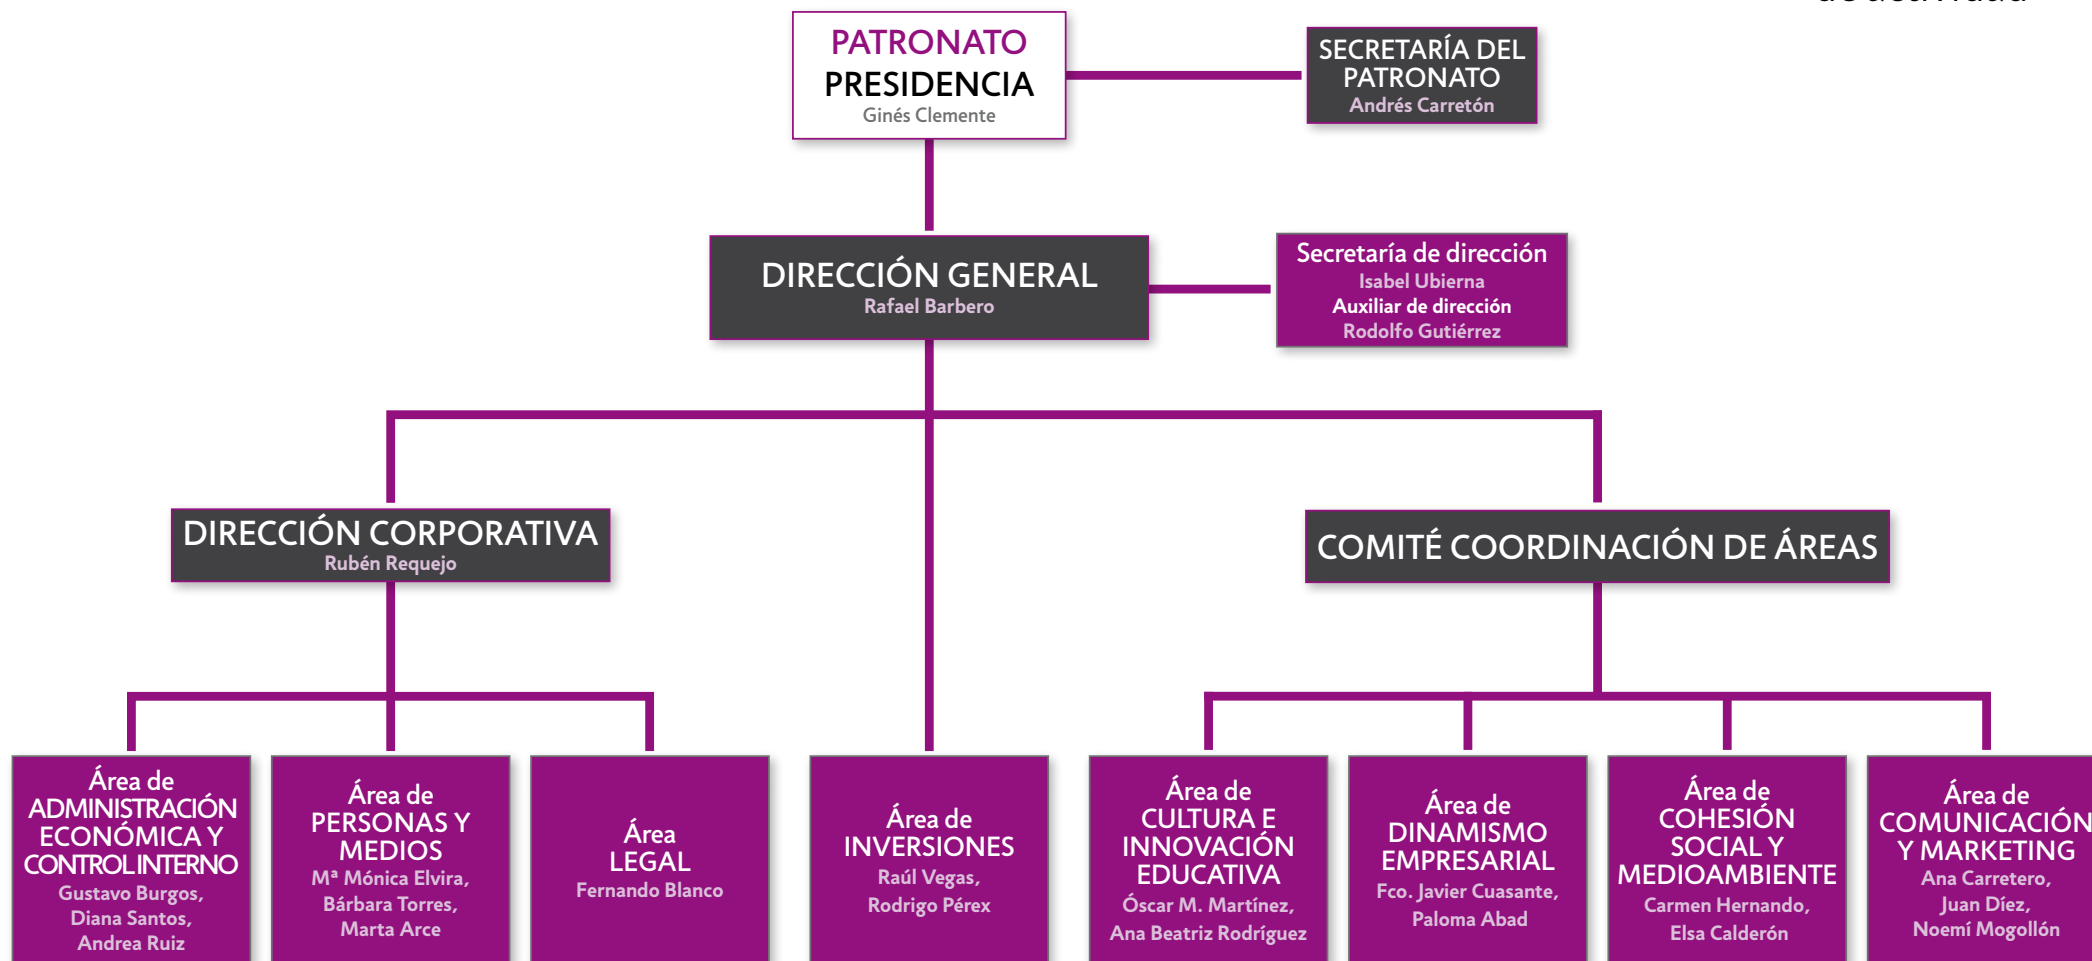 PATRONATO
PRESIDENCIA
Ginés Clemente
SECRETARÍA DEL
PATRONATO
Andrés Carretón
DIRECCIÓN GENERAL
Rafael Barbero
Secretaría de dirección
Isabel Ubierna
Auxiliar de dirección
Rodolfo Gutiérrez
DIRECCIÓN CORPORATIVA
Rubén Requejo
COMITÉ COORDINACIÓN DE ÁREAS
Área de
ADMINISTRACIÓN
ECONÓMICA Y
CONTROL INTERNO
Gustavo Burgos,
Diana Santos,
Andrea Ruiz
Área de
PERSONAS Y
MEDIOS
Mª Mónica Elvira,
Bárbara Torres,
Marta Arce
Área
LEGAL
Fernando Blanco
Área de
INVERSIONES
Raúl Vegas,
Rodrigo Pérex
Área de
CULTURA E
INNOVACIÓN
EDUCATIVA
Óscar M. Martínez,
Ana Beatriz Rodríguez
Área de
DINAMISMO
EMPRESARIAL
Fco. Javier Cuasante,
Paloma Abad
Área de
COHESIÓN
SOCIAL Y
MEDIOAMBIENTE
Carmen Hernando,
Elsa Calderón
Área de
COMUNICACIÓN
Y MARKETING
Ana Carretero,
Juan Díez,
Noemí Mogollón